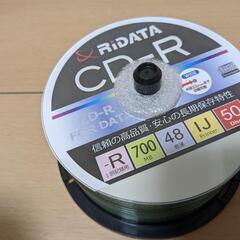 RiDATA
CD-R
CD-R
FOR DATA
信頼の高品質・安心の長期保存特性
-R
700
MB
48
倍速
IJ
Printer
50